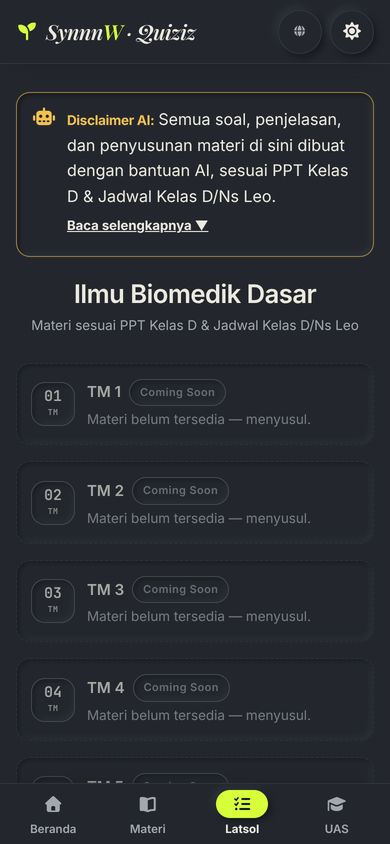 SynnnW · Quiziz
Disclaimer AI: Semua soal, penjelasan,
dan penyusunan materi di sini dibuat
dengan bantuan AI, sesuai PPT Kelas
D & Jadwal Kelas D/Ns Leo.
Baca selengkapnya ▼
Ilmu Biomedik Dasar
Materi sesuai PPT Kelas D & Jadwal Kelas D/Ns Leo
01
TM
TM 1 Coming Soon
Materi belum tersedia — menyusul.
02
TM
TM 2 Coming Soon
Materi belum tersedia — menyusul.
03
TM
TM 3 Coming Soon
Materi belum tersedia — menyusul.
04
TM
TM 4 Coming Soon
Materi belum tersedia — menyusul.
Beranda
Materi
Latsol
UAS